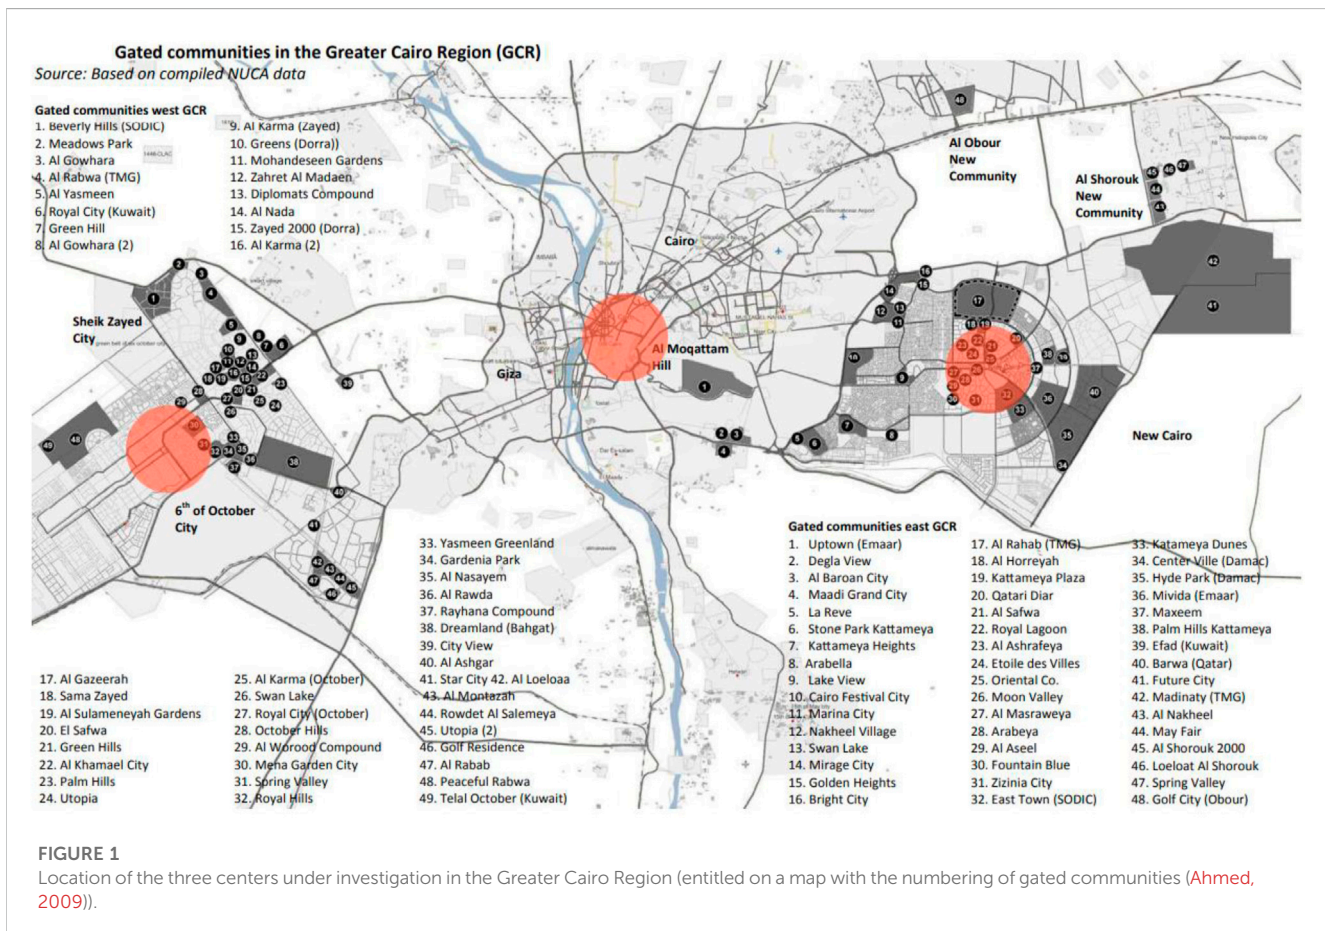 Gated communities in the Greater Cairo Region (GCR)
Source: Based on compiled NUCA data
Gated communities west GCR
1. Beverly Hills (SODIC)
2. Meadows Park
3. Al Gowhara
4. Al Rabwa (TMG)
5. Al Yasmeen
6. Royal City (Kuwait)
7. Green Hill
8. Al Gowhara (2)
9. Al Karma (Zayed)
10. Greens (Dorra))
11. Mohandeseen Gardens
12. Zahret Al Madaen
13. Diplomats Compound
14. Al Nada
15. Zayed 2000 (Dorra)
16. Al Karma (2)
Sheik Zayed
City
6th of October
City
Giza
Cairo
Al Moqattam
Hill
Al Obour
New
Community
Al Shorouk
New
Community
New Cairo
17. Al Gazeerah
18. Sama Zayed
19. Al Sulameneyah Gardens
20. El Safwa
21. Green Hills
22. Al Khamael City
23. Palm Hills
24. Utopia
25. Al Karma (October)
26. Swan Lake
27. Royal City (October)
28. October Hills
29. Al Worood Compound
30. Mena Garden City
31. Spring Valley
32. Royal Hills
33. Yasmeen Greenland
34. Gardenia Park
35. Al Nasayem
36. Al Rawda
37. Rayhana Compound
38. Dreamland (Bahgat)
39. City View
40. Al Ashgar
41. Star City 42. Al Loeloaa
43. Al Montazah
44. Rowdet Al Salemeya
45. Utopia (2)
46. Golf Residence
47. Al Rabab
48. Peaceful Rabwa
49. Telal October (Kuwait)
Gated communities east GCR
1. Uptown (Emaar)
2. Degla View
3. Al Baroan City
4. Maadi Grand City
5. La Reve
6. Stone Park Kattameya
7. Kattameya Heights
8. Arabella
9. Lake View
10. Cairo Festival City
11. Marina City
12. Nakheel Village
13. Swan Lake
14. Mirage City
15. Golden Heights
16. Bright City
17. Al Rahab (TMG)
18. Al Horreyah
19. Kattameya Plaza
20. Qatari Diar
21. Al Safwa
22. Royal Lagoon
23. Al Ashrafeya
24. Etoile des Villes
25. Oriental Co.
26. Moon Valley
27. Al Masraweya
28. Arabeya
29. Al Aseel
30. Fountain Blue
31. Zizinia City
32. East Town (SODIC)
33. Katameya Dunes
34. Center Ville (Damac)
35. Hyde Park (Damac)
36. Mivida (Emaar)
37. Maxeem
38. Palm Hills Kattameya
39. Efad (Kuwait)
40. Barwa (Qatar)
41. Future City
42. Madinaty (TMG)
43. Al Nakheel
44. May Fair
45. Al Shorouk 2000
46. Loeloat Al Shorouk
47. Spring Valley
48. Golf City (Obour)
FIGURE 1
Location of the three centers under investigation in the Greater Cairo Region (entitled on a map with the numbering of gated communities (Ahmed,
2009)).